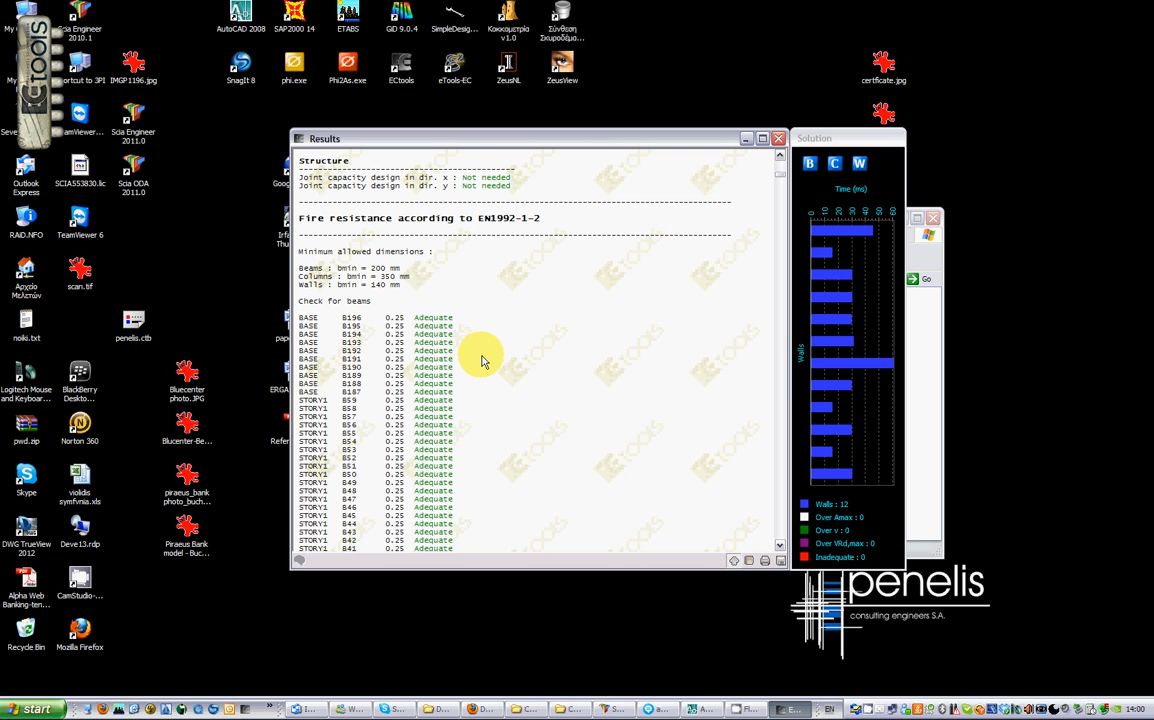 Scia Engineer
2010.1
AutoCAD 2008
SAP2000 14
ETABS
GiD 9.0.4
SimpleDesig...
Κοκκομετρία
v1.0
Σύνθεση
Σκυροδέμα...
IMGP1196.jpg
SnagIt 8
phi.exe
Phi2As.exe
ECtools
eTools-EC
ZeusNL
ZeusView
certficate.jpg
Scia Engineer
2011.0
Outlook
Express
SCIA553830.lic
Scia ODA
2011.0
RAID.NFO
TeamViewer 6
Αρχείο
Μελετών
scan.tif
noiki.txt
penelis.ctb
Logitech Mouse
and Keyboar...
BlackBerry
Deskto...
Bluecenter
photo.JPG
pwd.zip
Norton 360
Blucenter-Be...
Skype
violidis
symfvnia.xls
piraeus_bank
photo_buch...
DWG TrueView
2012
Deve13.rdp
Piraeus Bank
model - Buc...
Alpha Web
Banking-ten...
CamStudio-...
Recycle Bin
Mozilla Firefox
Results
Structure
Joint capacity design in dir. x : Not needed
Joint capacity design in dir. y : Not needed
Fire resistance according to EN1992-1-2
Minimum allowed dimensions :
Beams : bmin = 200 mm
Columns : bmin = 350 mm
Walls : bmin = 140 mm
Check for beams
BASE B196 0.25 Adequate
BASE B195 0.25 Adequate
BASE B194 0.25 Adequate
BASE B193 0.25 Adequate
BASE B192 0.25 Adequate
BASE B191 0.25 Adequate
BASE B190 0.25 Adequate
BASE B189 0.25 Adequate
BASE B188 0.25 Adequate
BASE B187 0.25 Adequate
STORY1 B59 0.25 Adequate
STORY1 B58 0.25 Adequate
STORY1 B57 0.25 Adequate
STORY1 B56 0.25 Adequate
STORY1 B55 0.25 Adequate
STORY1 B54 0.25 Adequate
STORY1 B53 0.25 Adequate
STORY1 B52 0.25 Adequate
STORY1 B51 0.25 Adequate
STORY1 B50 0.25 Adequate
STORY1 B49 0.25 Adequate
STORY1 B48 0.25 Adequate
STORY1 B47 0.25 Adequate
STORY1 B46 0.25 Adequate
STORY1 B45 0.25 Adequate
STORY1 B44 0.25 Adequate
STORY1 B43 0.25 Adequate
STORY1 B42 0.25 Adequate
STORY1 B41 0.25 Adequate
Solution
B C W
Time (ms)
0 10 20 30 40 50 60
Walls
Walls : 12
Over Amax : 0
Over v : 0
Over VRd,max : 0
Inadequate : 0
Go
penelis
consulting engineers S.A.
start
EN
14:00